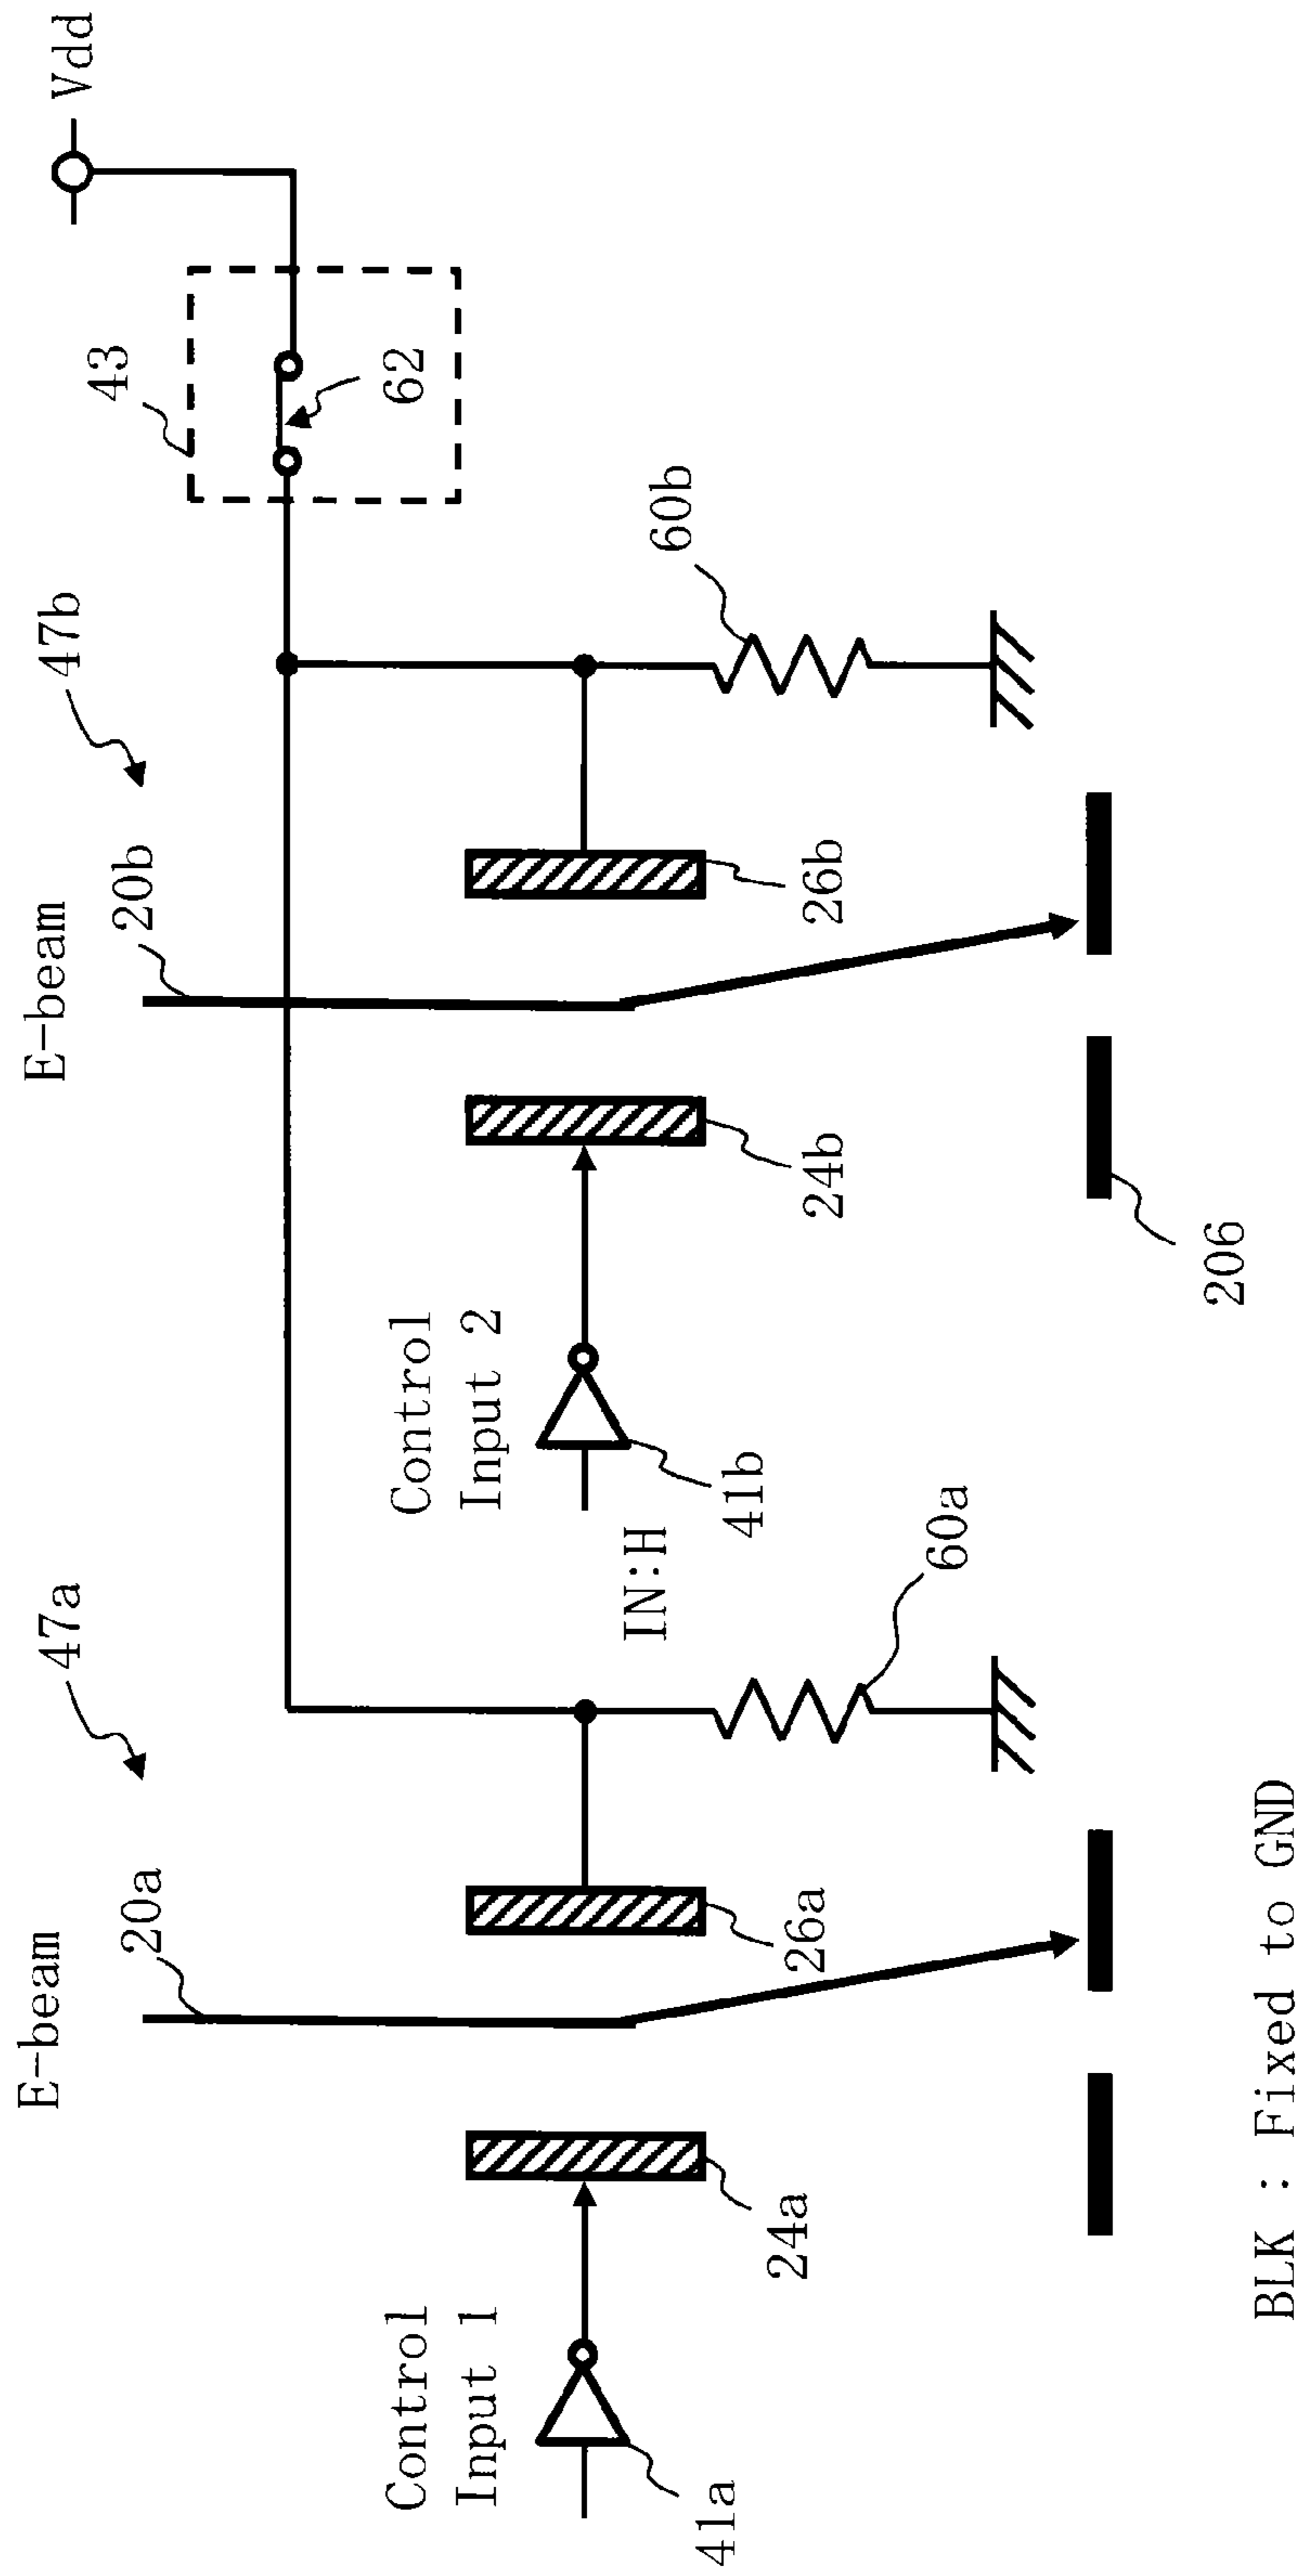 Vdd
43
62
47b
E-beam
20b
60b
26b
24b
206
Control
Input 2
41b
IN:H
47a
E-beam
20a
60a
26a
24a
Control
Input 1
41a
BLK : Fixed to GND